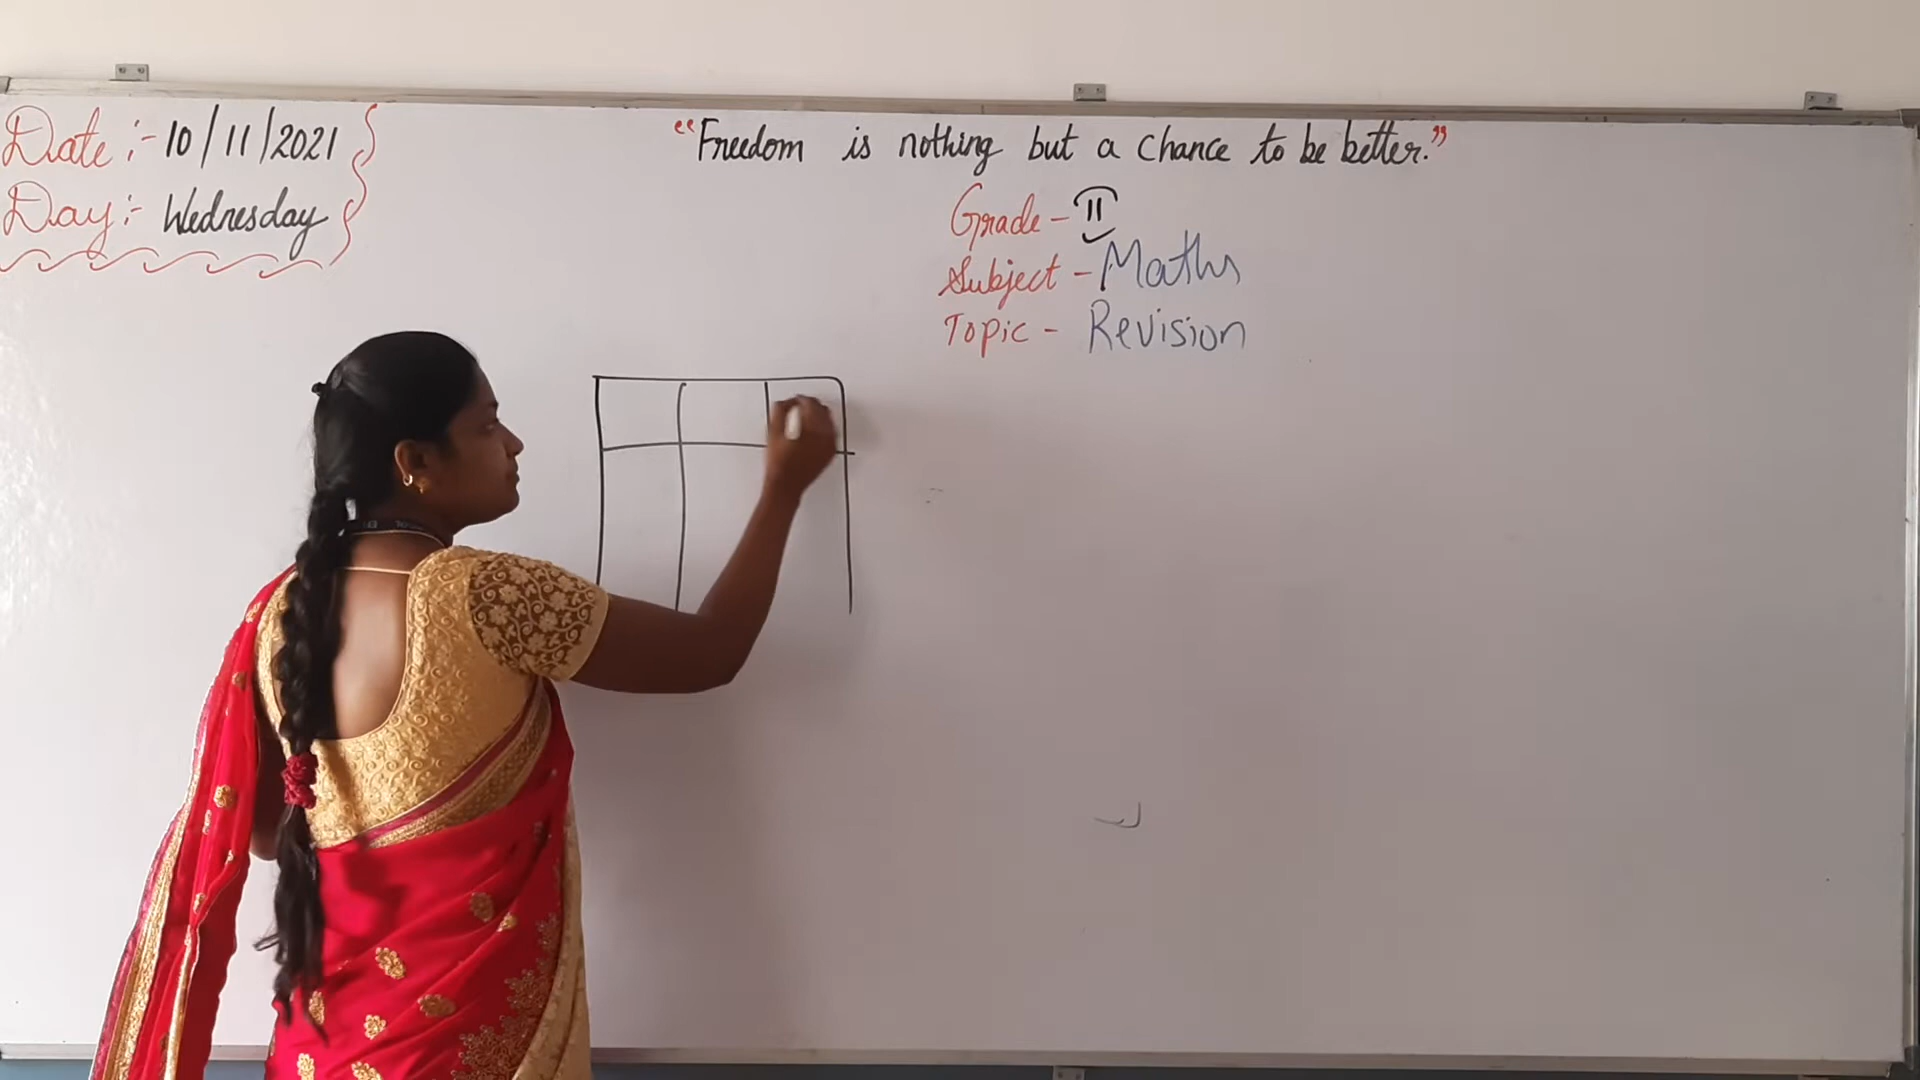 Date :- 10/11/2021
Day :- Wednesday
"Freedom is nothing but a chance to be better."
Grade - II
Subject - Maths
Topic - Revision